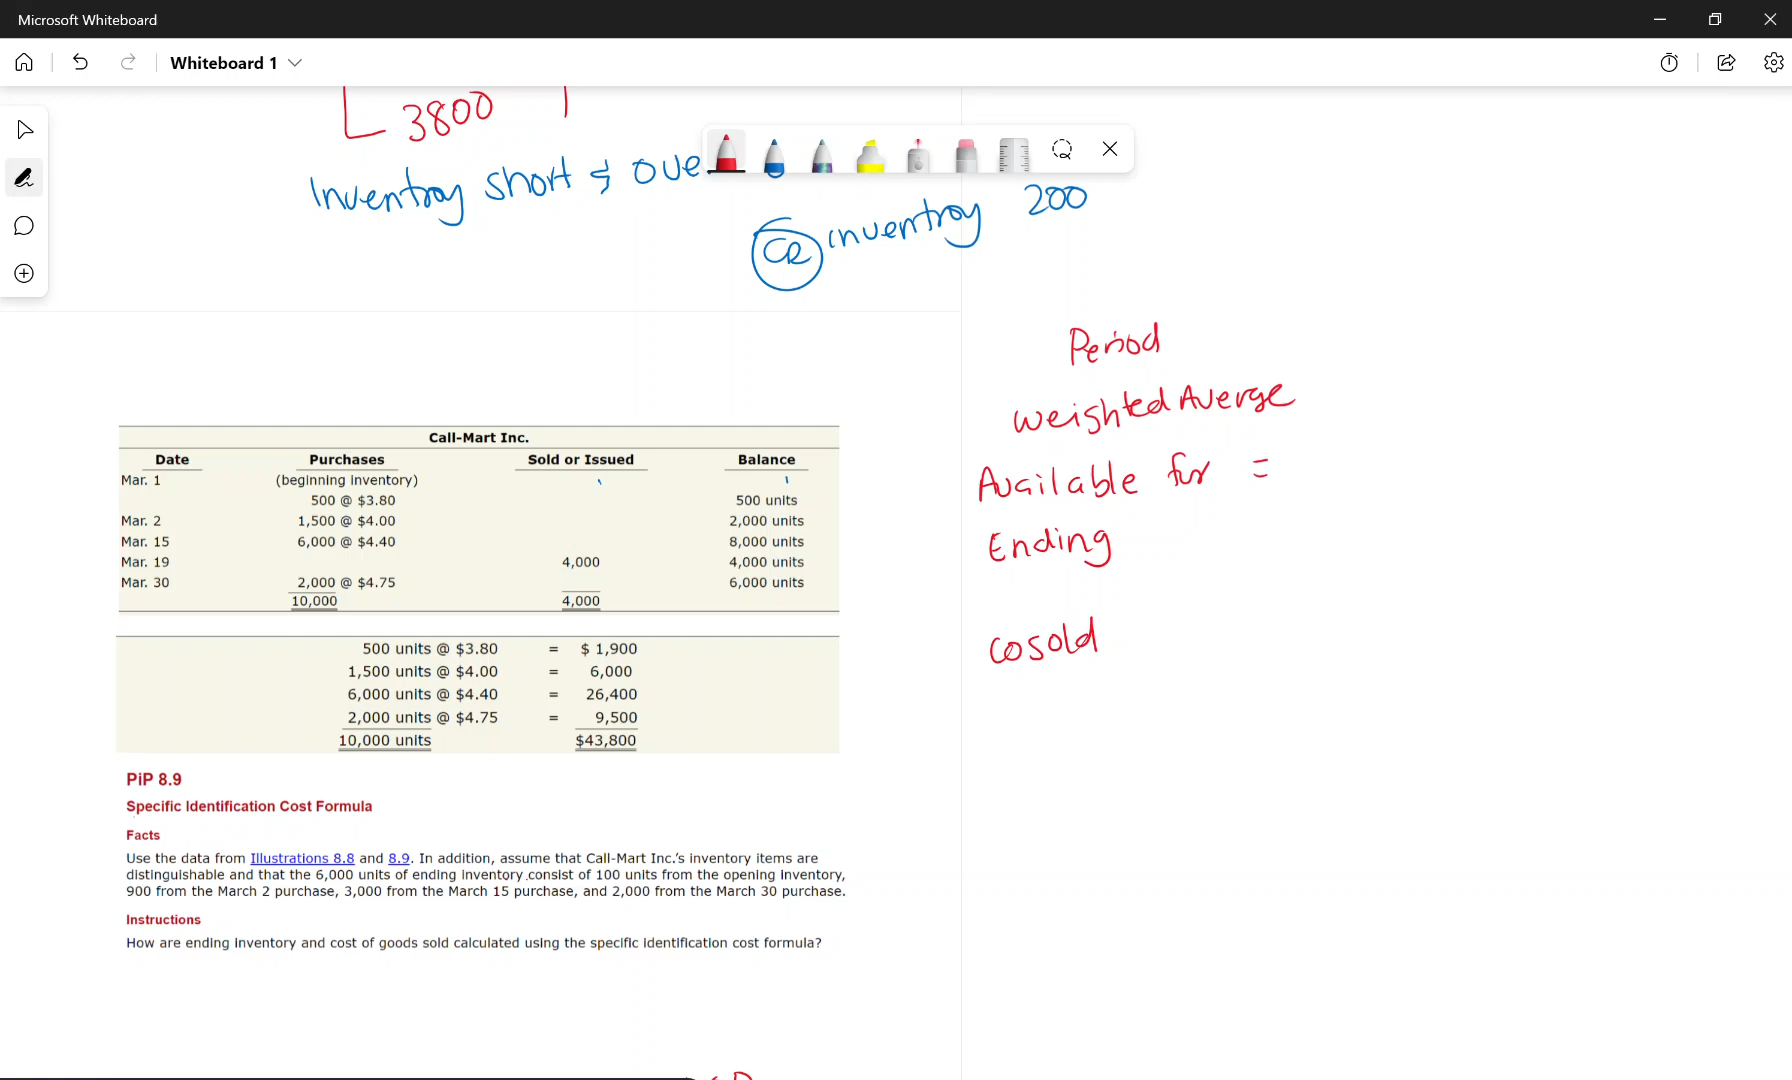 Microsoft Whiteboard
Whiteboard 1
3800
Inventroy short & ove
CR inventroy 200
Period
weighted Averge
Available for =
Ending
cosold
Call-Mart Inc.
Date Purchases Sold or Issued Balance
Mar. 1 (beginning inventory)
500 @ $3.80 500 units
Mar. 2 1,500 @ $4.00 2,000 units
Mar. 15 6,000 @ $4.40 8,000 units
Mar. 19 4,000 4,000 units
Mar. 30 2,000 @ $4.75 6,000 units
10,000 4,000
500 units @ $3.80 = $ 1,900
1,500 units @ $4.00 = 6,000
6,000 units @ $4.40 = 26,400
2,000 units @ $4.75 = 9,500
10,000 units $43,800
PiP 8.9
Specific Identification Cost Formula
Facts
Use the data from Illustrations 8.8 and 8.9. In addition, assume that Call-Mart Inc.'s inventory items are
distinguishable and that the 6,000 units of ending inventory consist of 100 units from the opening inventory,
900 from the March 2 purchase, 3,000 from the March 15 purchase, and 2,000 from the March 30 purchase.
Instructions
How are ending inventory and cost of goods sold calculated using the specific identification cost formula?